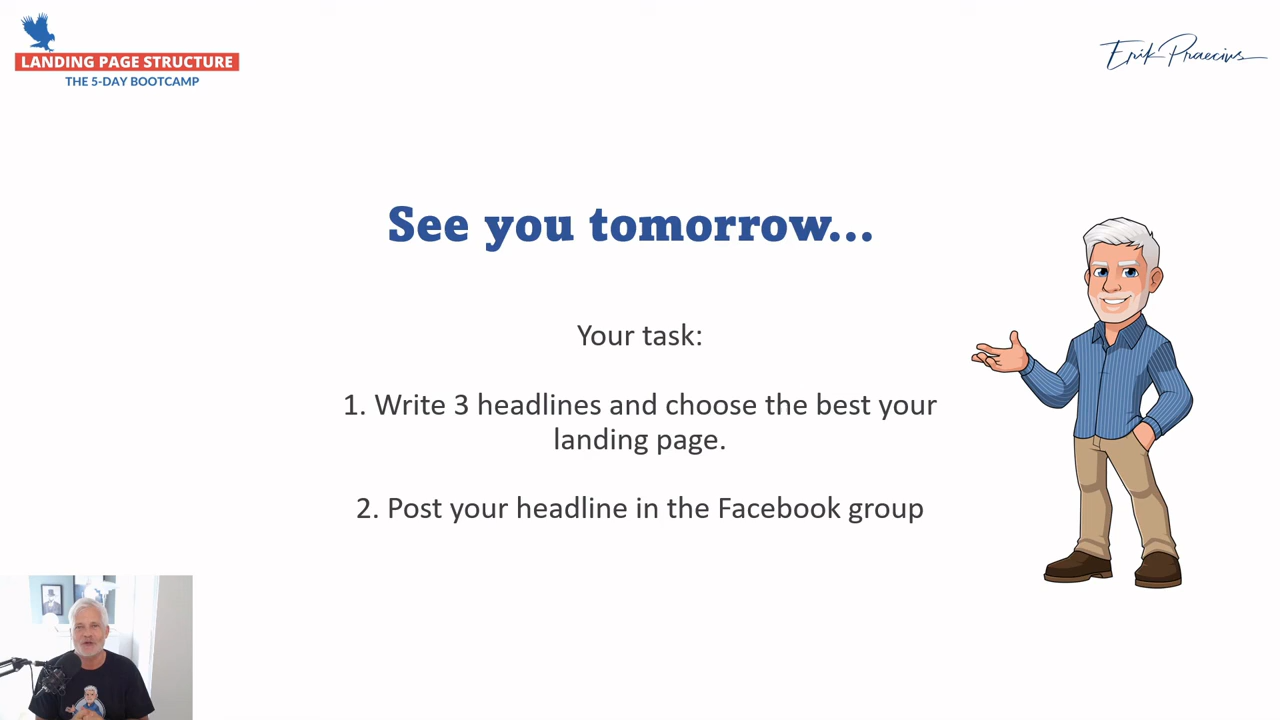 LANDING PAGE STRUCTURE
THE 5-DAY BOOTCAMP
Erik Praecius
See you tomorrow...
Your task:
1. Write 3 headlines and choose the best your
landing page.
2. Post your headline in the Facebook group